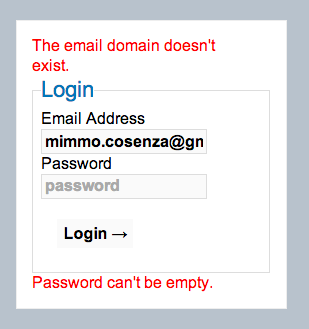 The email domain doesn't
exist.
Login
Email Address
mimmo.cosenza@gn
Password
password
Login →
Password can't be empty.